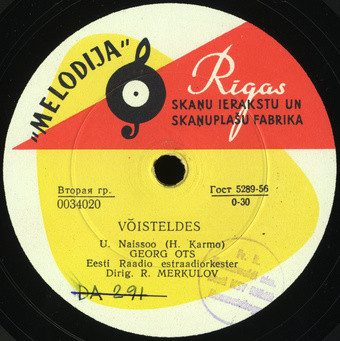 „MELODIJA”
Rīgas
SKAŅU IERAKSTU UN
SKAŅUPLAŠU FABRIKA
Вторая гр.
0034020
Гост 5289-56
0-30
VÕISTELDES
U. Naissoo (H. Karmo)
GEORG OTS
Eesti Raadio estraadiorkester
Dirig. R. MERKULOV
DA 291